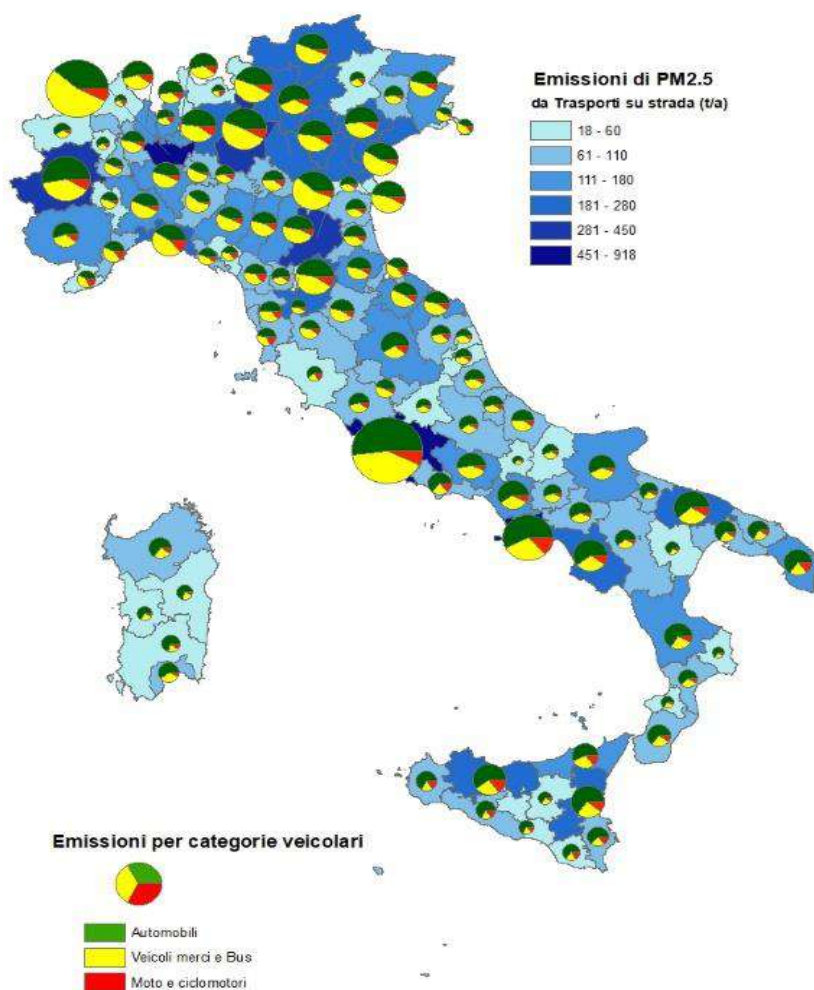 Emissioni di PM2.5
da Trasporti su strada (t/a)
18 - 60
61 - 110
111 - 180
181 - 280
281 - 450
451 - 918
Emissioni per categorie veicolari
Automobili
Veicoli merci e Bus
Moto e ciclomotori